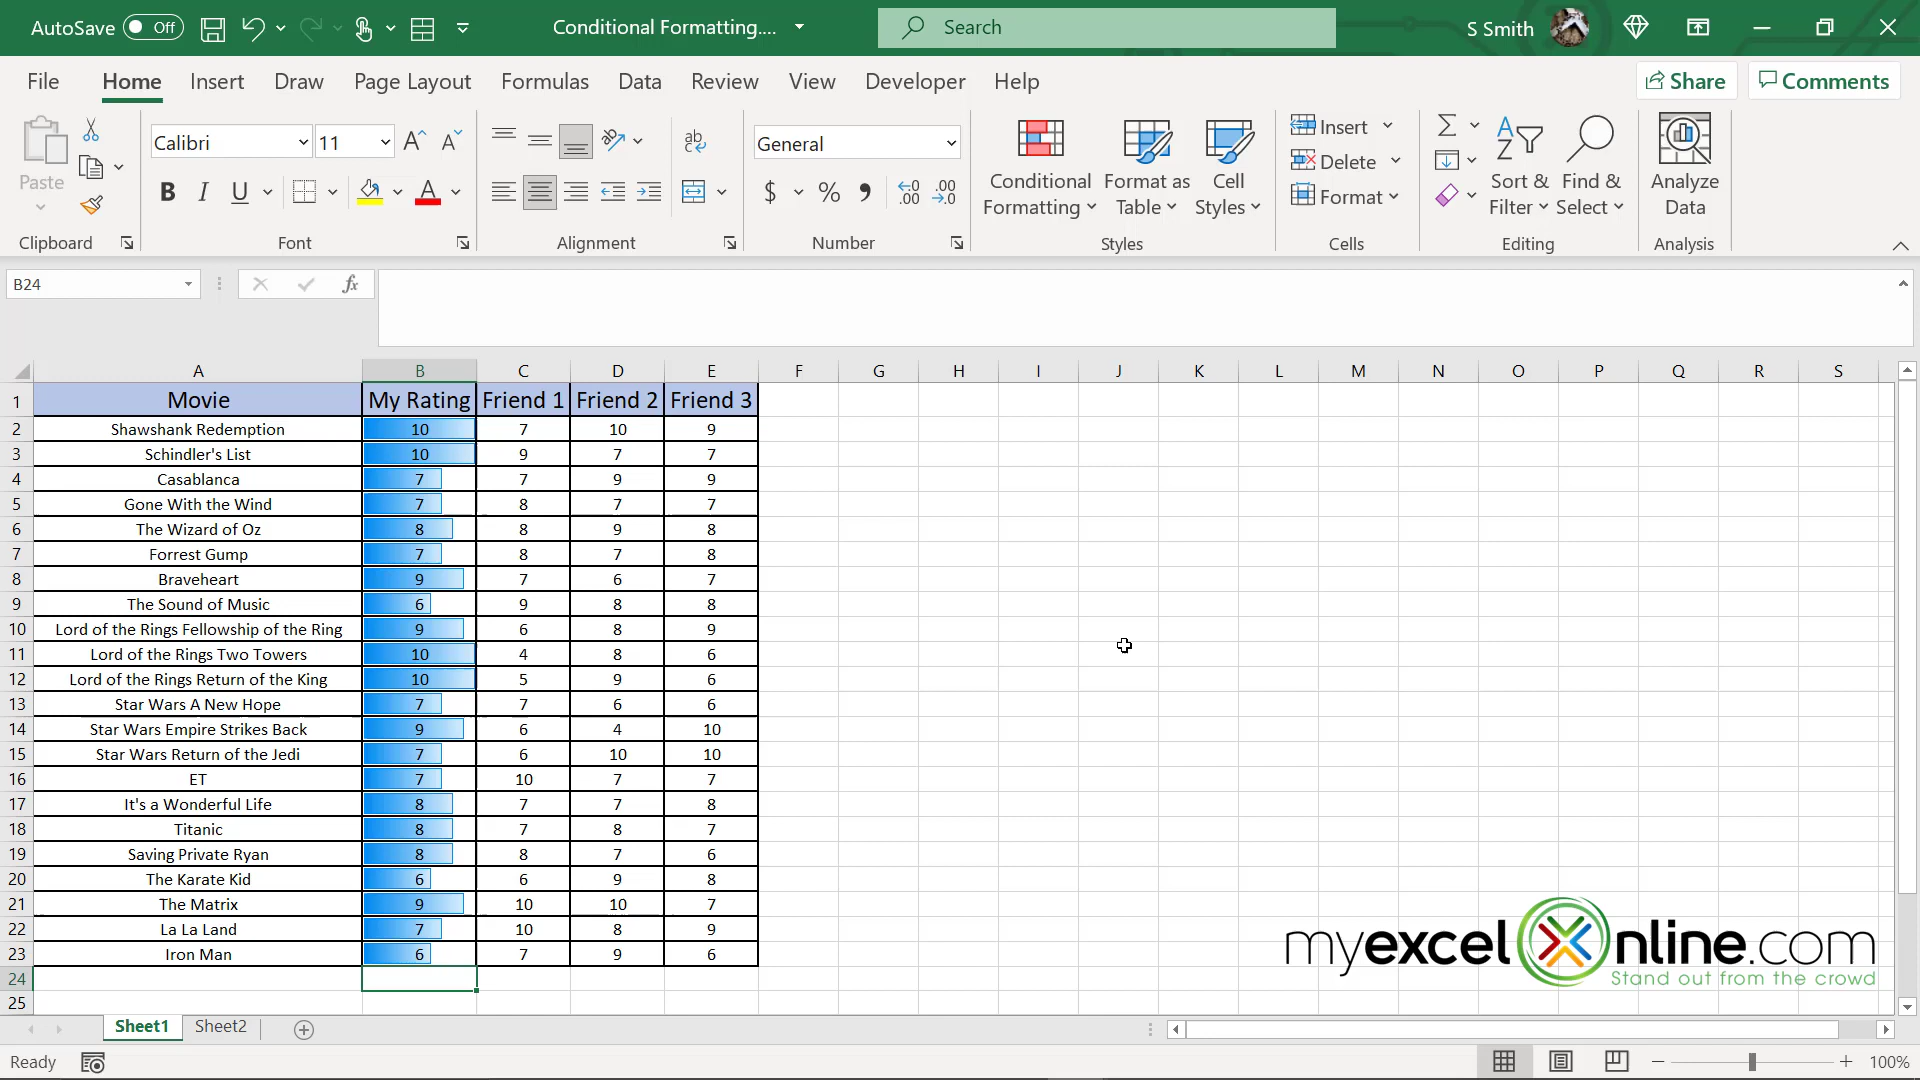 AutoSave Off Conditional Formatting.... Search S Smith
File Home Insert Draw Page Layout Formulas Data Review View Developer Help Share Comments
Paste
Clipboard
Calibri 11
B I U A
Font
ab
c
Alignment
General
$ % , .00 .00
Number
Conditional Formatting
Format as Table
Cell Styles
Styles
Insert
Delete
Format
Cells
Sort & Filter
Find & Select
Editing
Analyze Data
Analysis
B24 fx
A B C D E F G H I J K L M N O P Q R S
1 Movie My Rating Friend 1 Friend 2 Friend 3
2 Shawshank Redemption 10 7 10 9
3 Schindler's List 10 9 7 7
4 Casablanca 7 7 9 9
5 Gone With the Wind 7 8 7 7
6 The Wizard of Oz 8 8 9 8
7 Forrest Gump 7 8 7 8
8 Braveheart 9 7 6 7
9 The Sound of Music 6 9 8 8
10 Lord of the Rings Fellowship of the Ring 9 6 8 9
11 Lord of the Rings Two Towers 10 4 8 6
12 Lord of the Rings Return of the King 10 5 9 6
13 Star Wars A New Hope 7 7 6 6
14 Star Wars Empire Strikes Back 9 6 4 10
15 Star Wars Return of the Jedi 7 6 10 10
16 ET 7 10 7 7
17 It's a Wonderful Life 8 7 7 8
18 Titanic 8 7 8 7
19 Saving Private Ryan 8 8 7 6
20 The Karate Kid 6 6 9 8
21 The Matrix 9 10 10 7
22 La La Land 7 10 8 9
23 Iron Man 6 7 9 6
24
25
myexcelOnline.com
Stand out from the crowd
Sheet1 Sheet2
Ready 100%